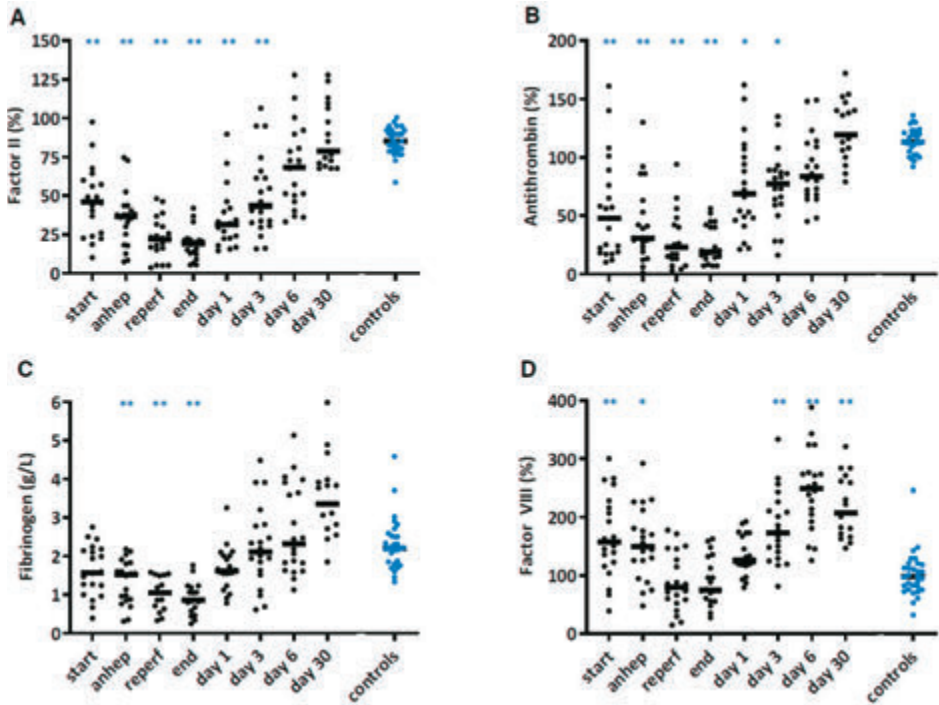 A
Factor II (%)
150
125
100
75
50
25
0
** ** ** ** ** **
start anhep reperf end day 1 day 3 day 6 day 30 controls
B
Antithrombin (%)
200
150
100
50
0
** ** ** ** * *
start anhep reperf end day 1 day 3 day 6 day 30 controls
C
Fibrinogen (g/L)
6
5
4
3
2
1
0
** ** **
start anhep reperf end day 1 day 3 day 6 day 30 controls
D
Factor VIII (%)
400
300
200
100
0
** * ** ** **
start anhep reperf end day 1 day 3 day 6 day 30 controls